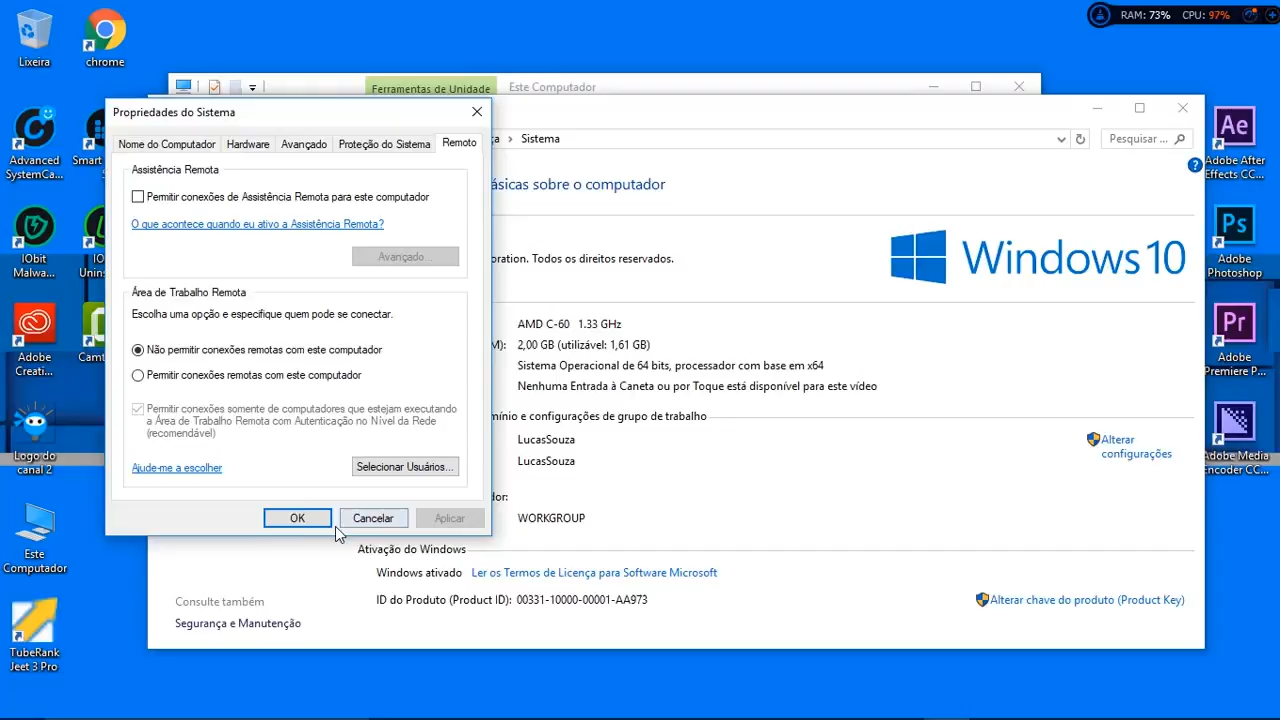 RAM: 73% CPU: 97%
Lixeira
chrome
Ferramentas de Unidade
Este Computador
Propriedades do Sistema
Nome do Computador
Hardware
Avançado
Proteção do Sistema
Remoto
Sistema
Pesquisar ...
Assistência Remota
Permitir conexões de Assistência Remota para este computador
O que acontece quando eu ativo a Assistência Remota?
Avançado...
Área de Trabalho Remota
Escolha uma opção e especifique quem pode se conectar.
Não permitir conexões remotas com este computador
Permitir conexões remotas com este computador
Permitir conexões somente de computadores que estejam executando
a Área de Trabalho Remota com Autenticação no Nível da Rede
(recomendável)
Ajude-me a escolher
Selecionar Usuários...
OK
Cancelar
Aplicar
ásicas sobre o computador
oration. Todos os direitos reservados.
Windows 10
AMD C-60 1.33 GHz
M): 2,00 GB (utilizável: 1,61 GB)
Sistema Operacional de 64 bits, processador com base em x64
Nenhuma Entrada à Caneta ou por Toque está disponível para este vídeo
mínio e configurações de grupo de trabalho
LucasSouza
LucasSouza
Alterar
configurações
dor:
WORKGROUP
Ativação do Windows
Windows ativado Ler os Termos de Licença para Software Microsoft
ID do Produto (Product ID): 00331-10000-00001-AA973
Alterar chave do produto (Product Key)
Consulte também
Segurança e Manutenção
Advanced
SystemCa...
Smart
IObit
Malwa...
IO
Unin
Adobe
Creati...
Camt
Logo do
canal 2
Este
Computador
TubeRank
Jeet 3 Pro
Ae
Adobe After
Effects CC...
Ps
Adobe
Photoshop
Pr
Adobe
Premiere P...
Adobe Media
Encoder CC...